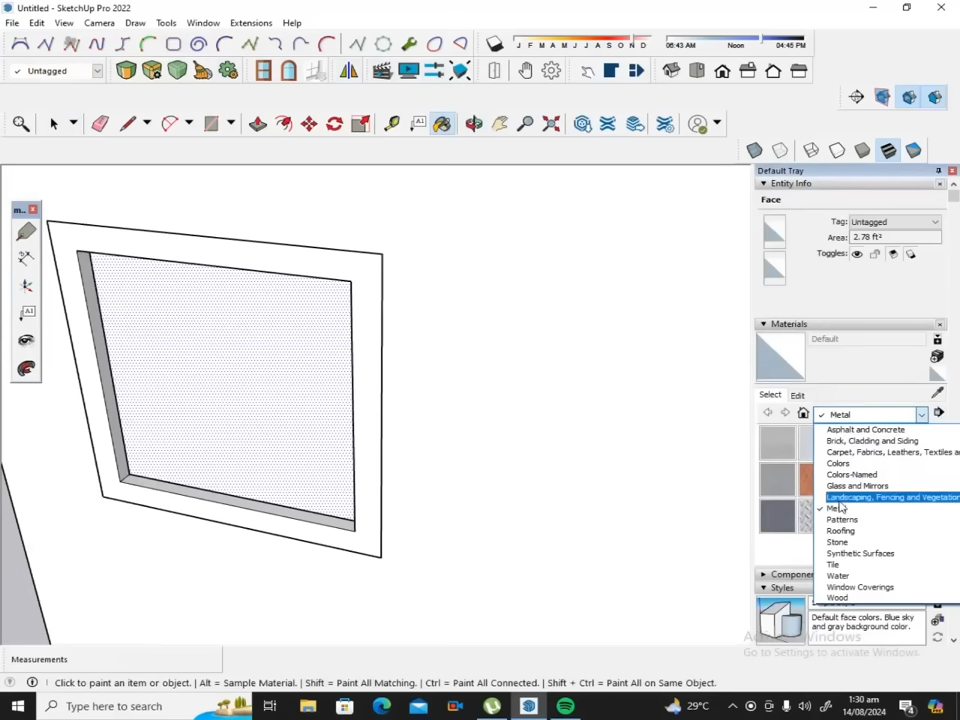 Untitled - SketchUp Pro 2022
File Edit View Camera Draw Tools Window Extensions Help
J F M A M J J A S O N D 06:43 AM Noon 04:45 PM
Untagged
Default Tray
Entity Info
Face
Tag: Untagged
Area: 2.78 ft²
Toggles:
m...
A1
Materials
Default
Select Edit
Metal
Asphalt and Concrete
Brick, Cladding and Siding
Carpet, Fabrics, Leathers, Textiles a
Colors
Colors-Named
Glass and Mirrors
Landscaping, Fencing and Vegetation
Patterns
Roofing
Stone
Synthetic Surfaces
Tile
Water
Window Coverings
Wood
Componen
Styles
Default face colors. Blue sky
and gray background color.
Activate Windows
Go to Settings to activate Windows.
Measurements
Click to paint an item or object. | Alt = Sample Material. | Shift = Paint All Matching. | Ctrl = Paint All Connected. | Shift + Ctrl = Paint All on Same Object.
Type here to search
29°C
1:30 am
14/08/2024